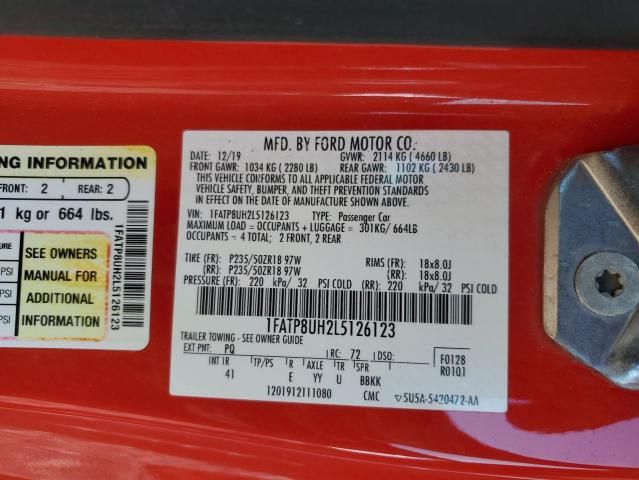 NG INFORMATION
FRONT: 2 REAR: 2
1 kg or 664 lbs.
SEE OWNERS
MANUAL FOR
ADDITIONAL
INFORMATION
PSI
PSI
PSI
1FATP8UH2L5126123
MFD. BY FORD MOTOR CO.
DATE: 12/19 GVWR: 2114 KG ( 4660 LB)
FRONT GAWR: 1034 KG ( 2280 LB) REAR GAWR: 1102 KG ( 2430 LB)
THIS VEHICLE CONFORMS TO ALL APPLICABLE FEDERAL MOTOR
VEHICLE SAFETY, BUMPER, AND THEFT PREVENTION STANDARDS
IN EFFECT ON THE DATE OF MANUFACTURE SHOWN ABOVE.
VIN: 1FATP8UH2L5126123 TYPE: Passenger Car
MAXIMUM LOAD = OCCUPANTS + LUGGAGE = 301KG/ 664LB
OCCUPANTS = 4 TOTAL; 2 FRONT, 2 REAR
TIRE (FR): P235/50ZR18 97W RIMS (FR): 18x8.0J
(RR): P235/50ZR18 97W (RR): 18x8.0J
PRESSURE (FR): 220 kPa/ 32 PSI COLD (RR): 220 kPa/ 32 PSI COLD
1FATP8UH2L5126123
TRAILER TOWING - SEE OWNER GUIDE
EXT PNT: PQ RC: 72 DSO: F0128
R0101
INT TR TP/PS R AXLE TR SPR
41 E YY U BBKK
1201912111080 CMC 5U5A-5420472-AA